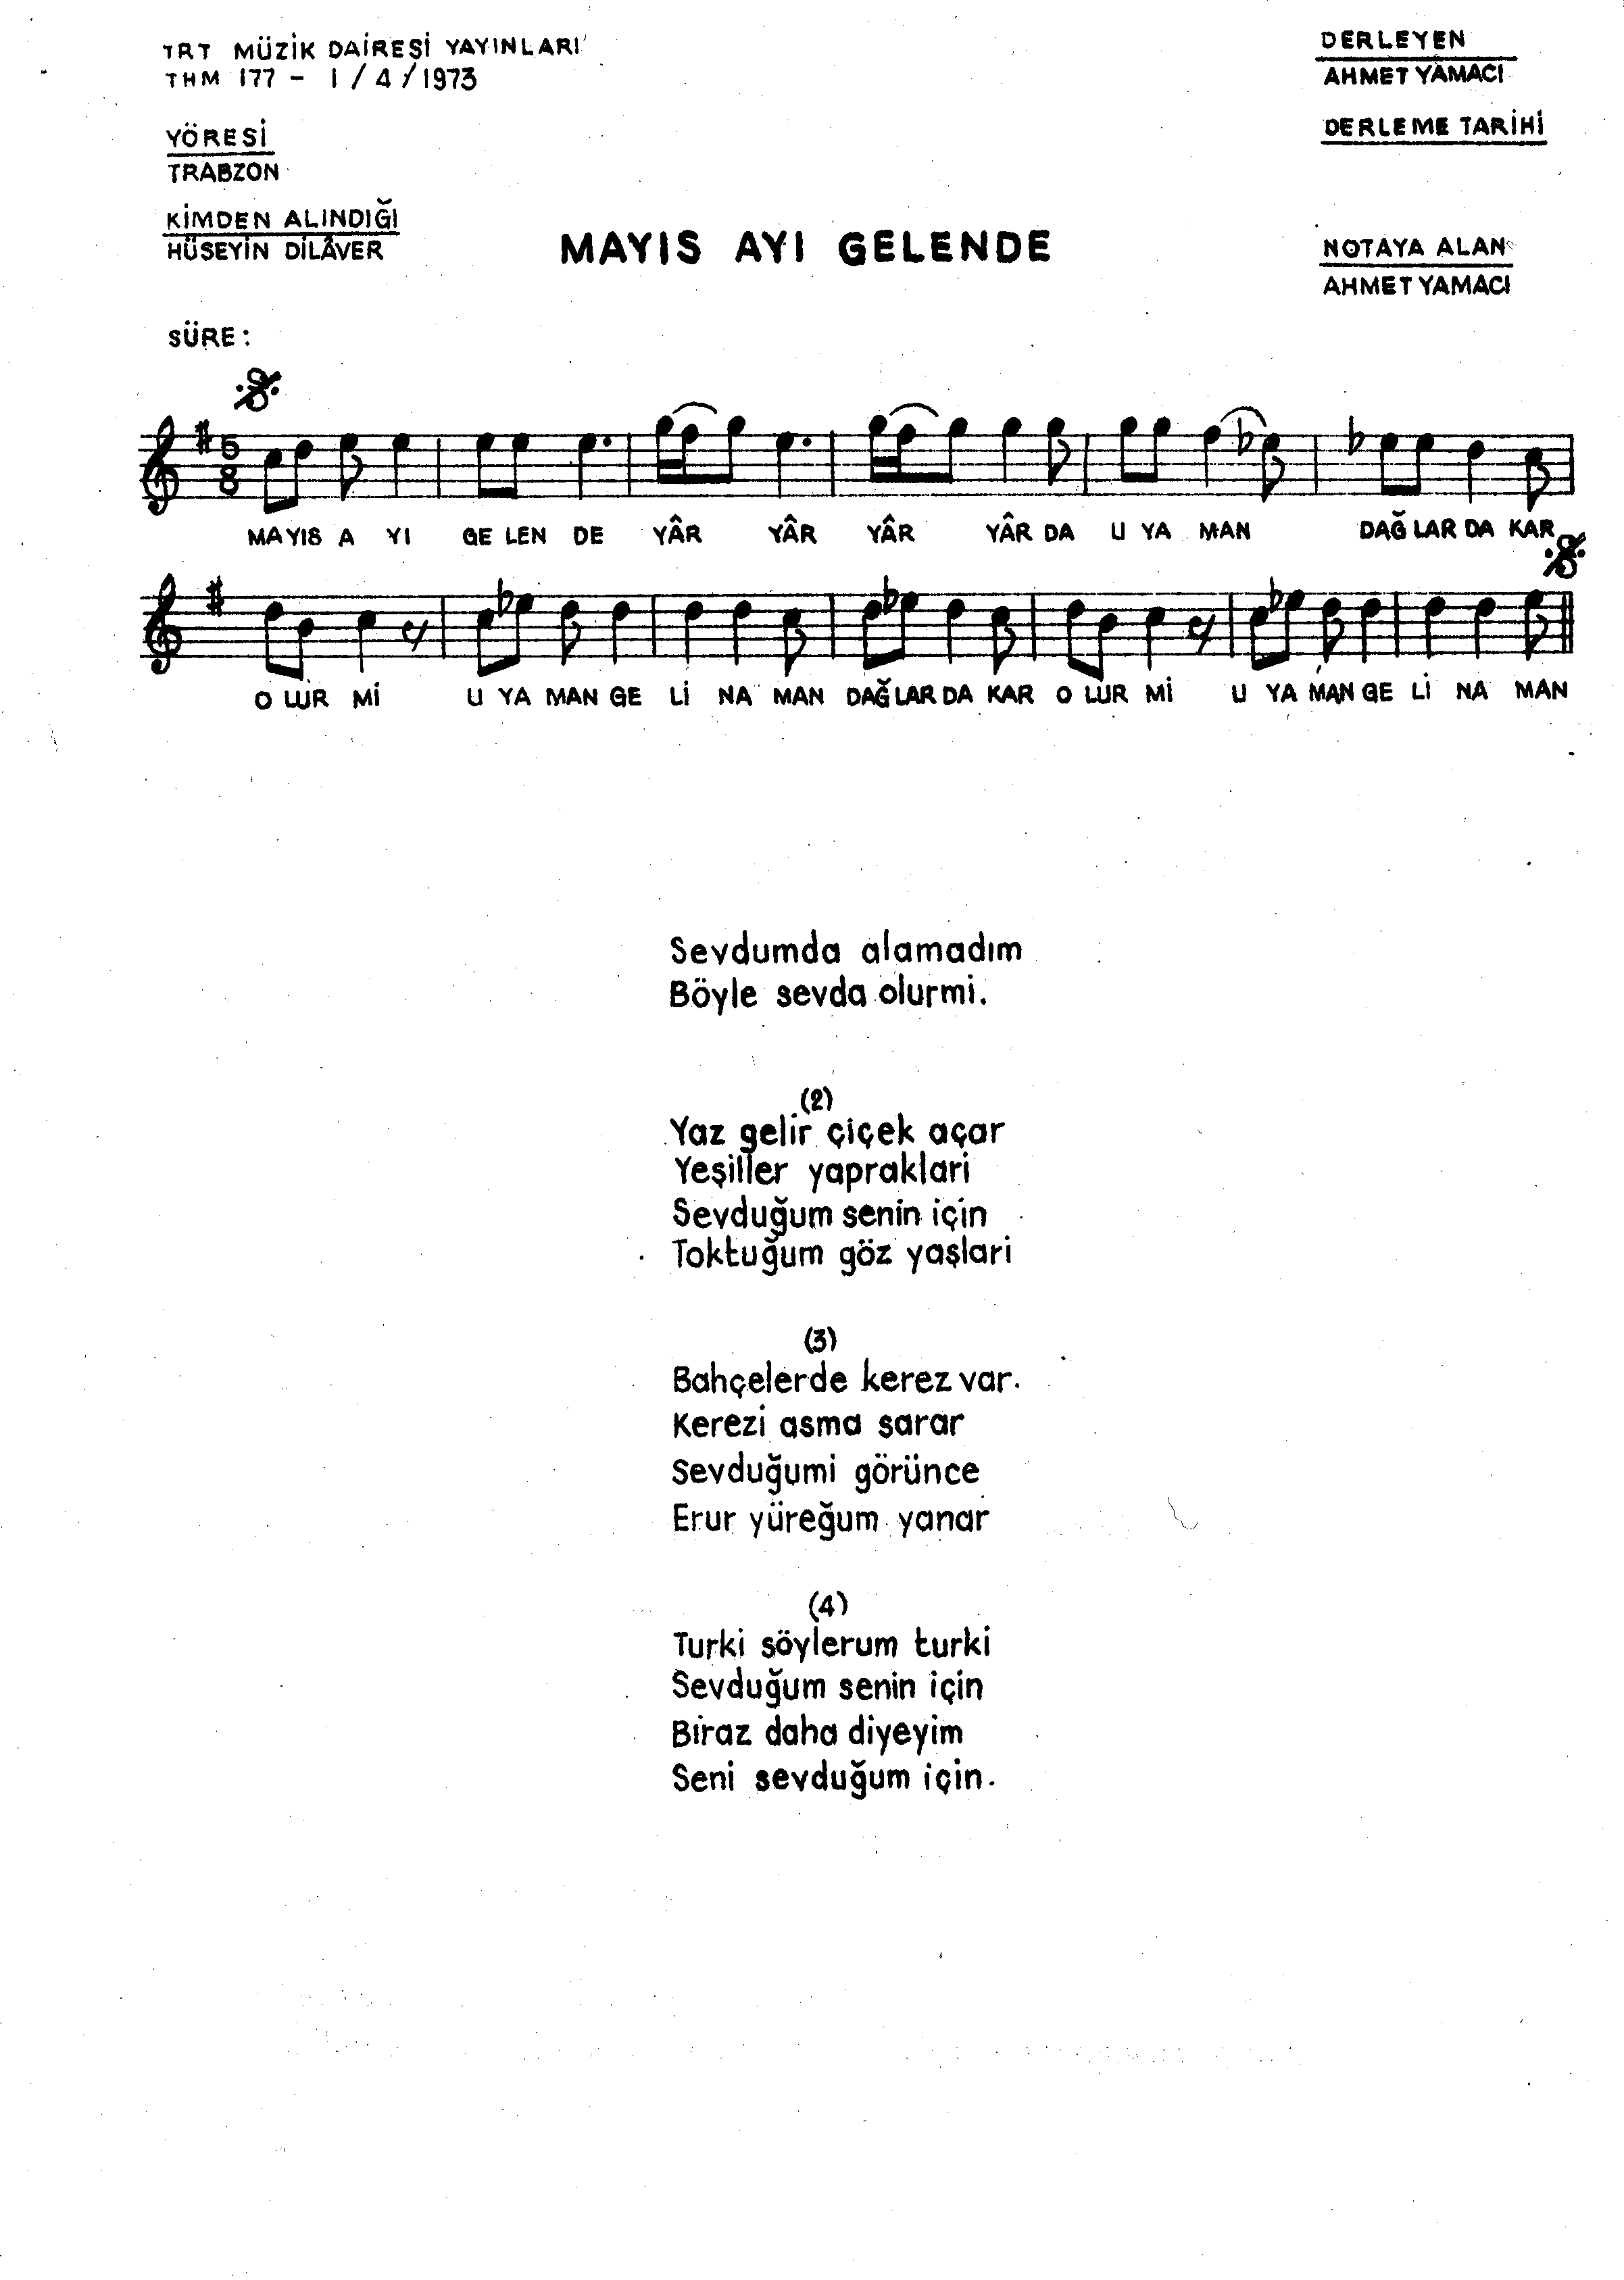 TRT MÜZİK DAİRESİ YAYINLARI
THM 177 - 1/4/1973
DERLEYEN
AHMET YAMACI
YÖRESİ
TRABZON
DERLEME TARİHİ
KİMDEN ALINDIĞI
HÜSEYİN DİLÂVER
MAYIS AYI GELENDE
NOTAYA ALAN
AHMET YAMACI
SÜRE:
5
8
MAYIS A YI GE LEN DE YÂR YÂR YÂR YÂR DA U YA MAN DAĞ LAR DA KAR
O LUR Mİ U YA MAN GE Lİ NA MAN DAĞ LAR DA KAR O LUR Mİ U YA MAN GE Lİ NA MAN
Sevdumda alamadım
Böyle sevda olurmi.
(2)
Yaz gelir çiçek açar
Yeşiller yapraklari
Sevduğum senin için
Toktuğum göz yaşlari
(3)
Bahçelerde kerez var.
Kerezi asma sarar
Sevduğumi görünce
Erur yüreğum yanar
(4)
Turki söylerum turki
Sevduğum senin için
Biraz daha diyeyim
Seni sevduğum için.